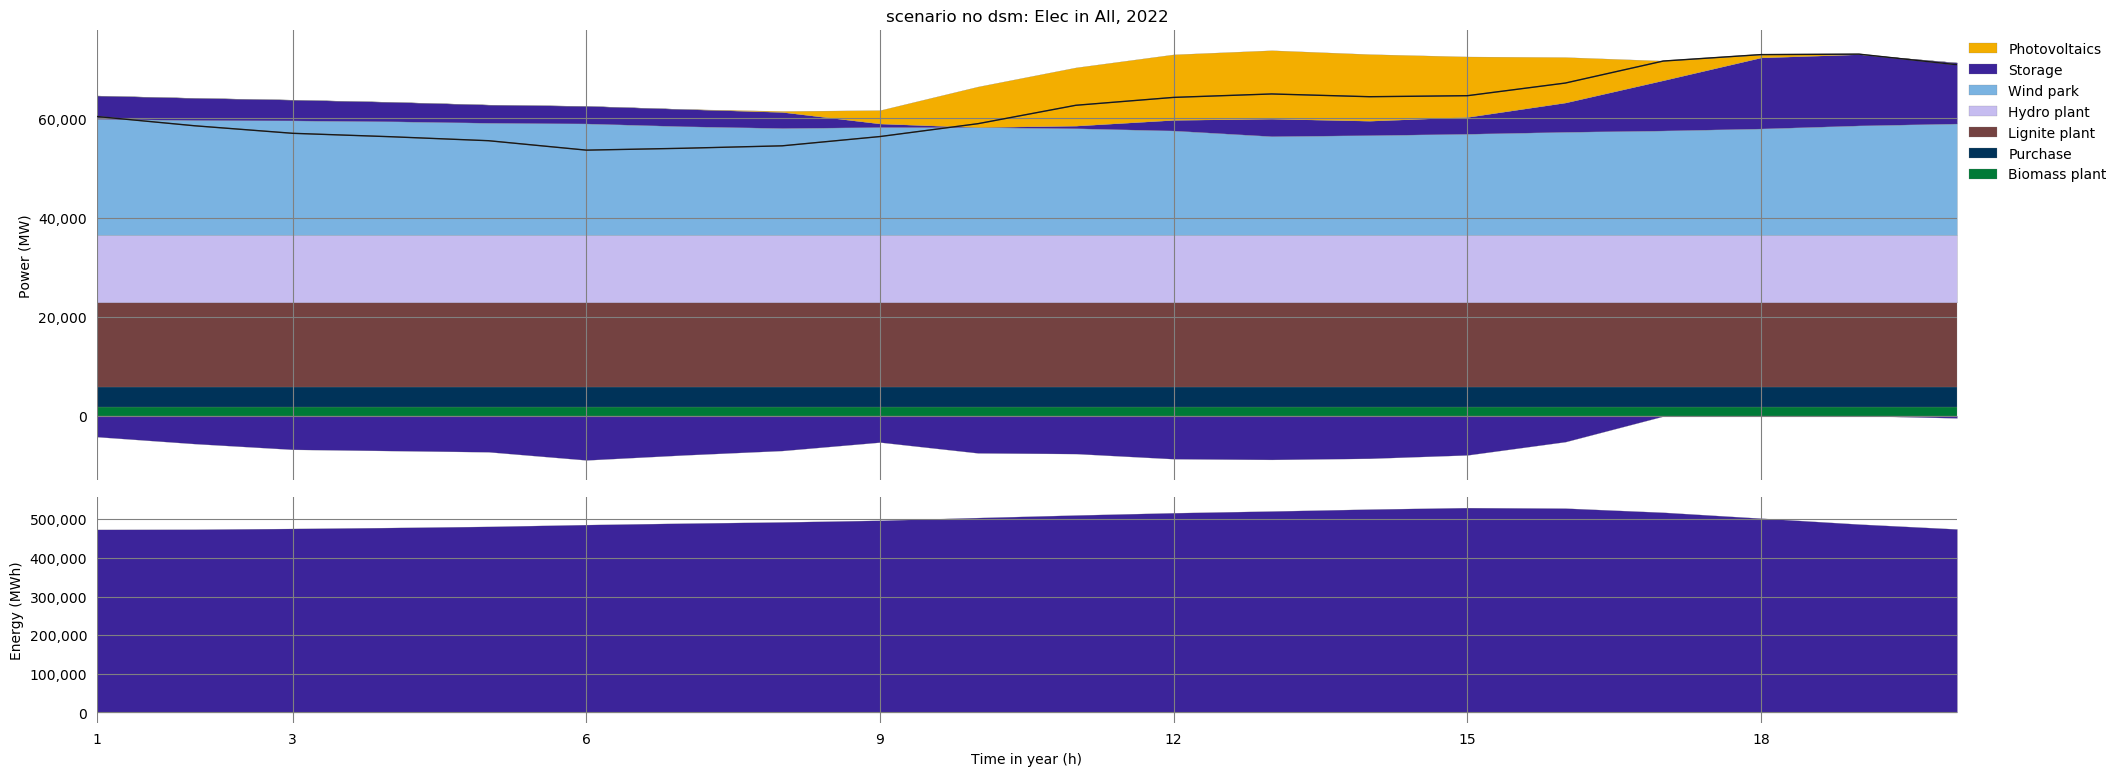 scenario no dsm: Elec in All, 2022
Photovoltaics
Storage
Wind park
Hydro plant
Lignite plant
Purchase
Biomass plant
Power (MW)
60,000
40,000
20,000
0
Energy (MWh)
500,000
400,000
300,000
200,000
100,000
0
1 3 6 9 12 15 18
Time in year (h)